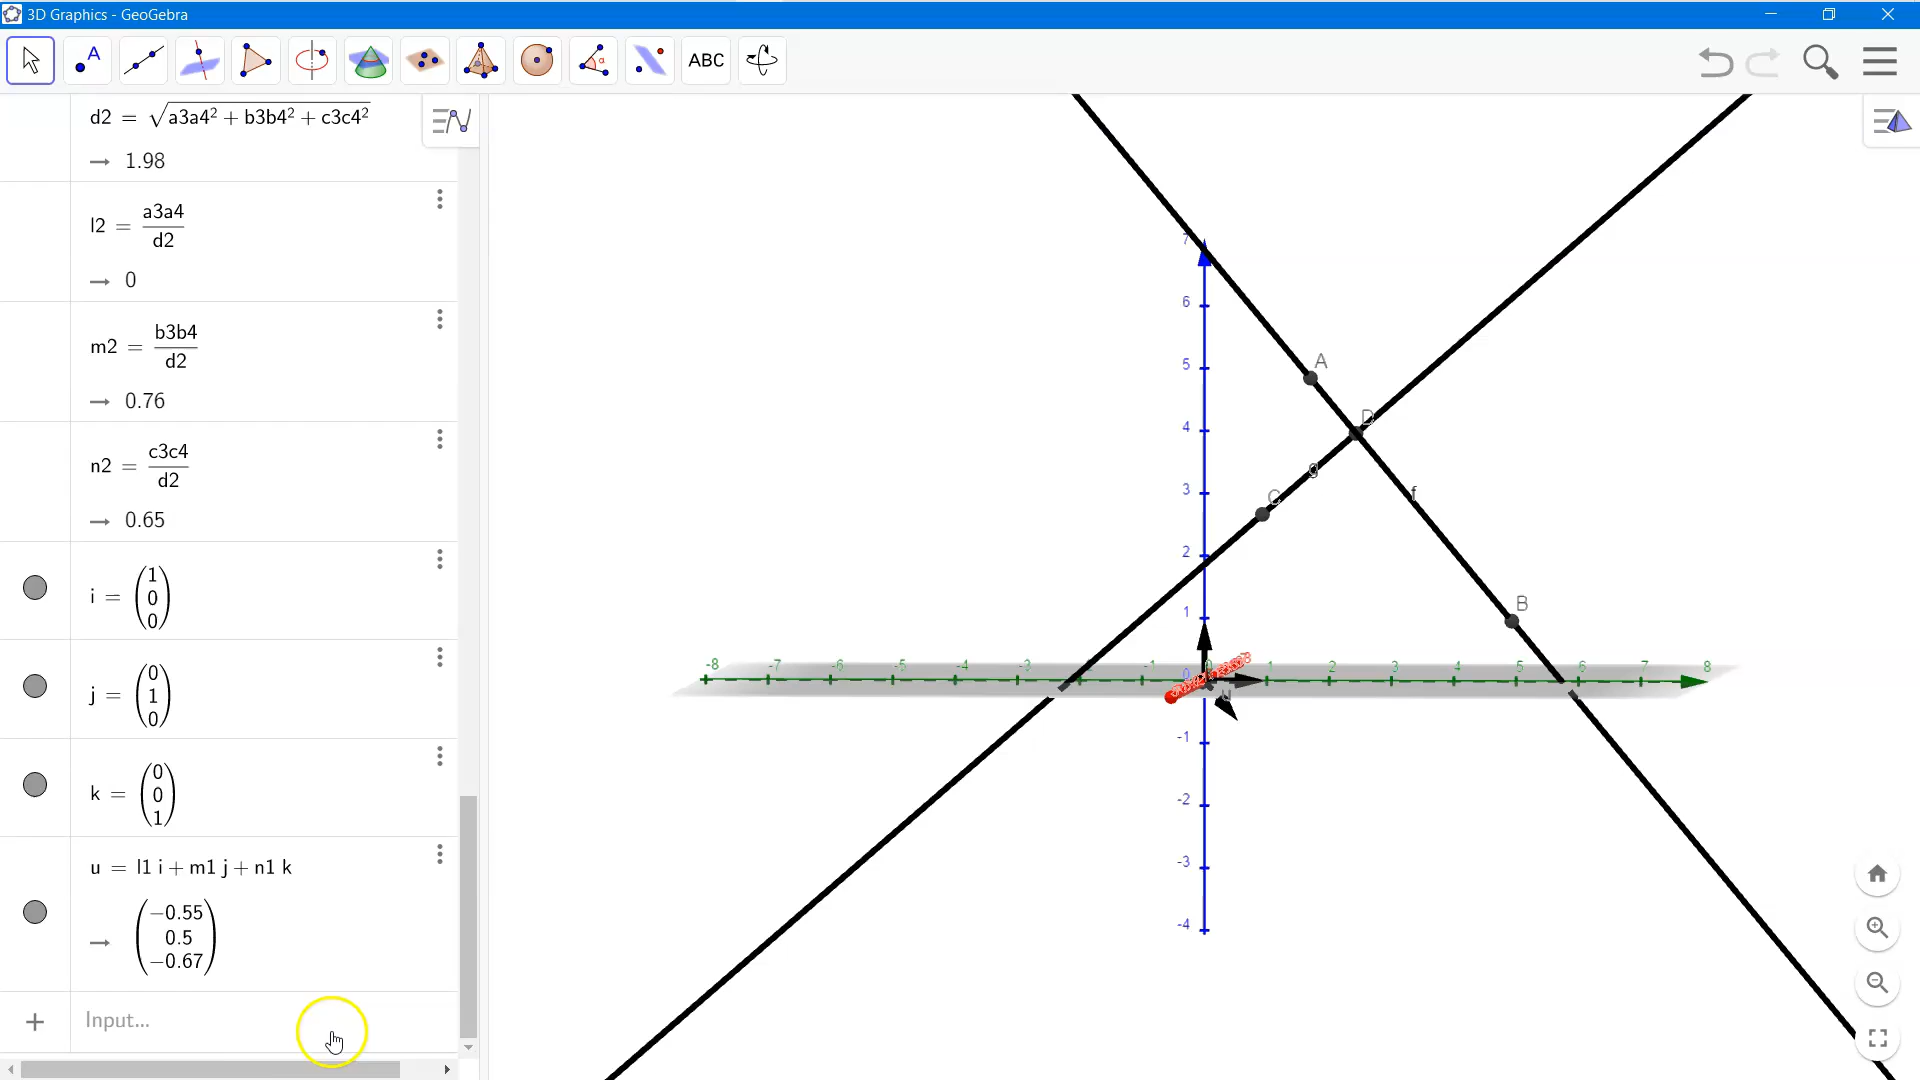 3D Graphics - GeoGebra
ABC
d2 = √a3a4² + b3b4² + c3c4²
→ 1.98
l2 = a3a4
d2
→ 0
m2 = b3b4
d2
→ 0.76
n2 = c3c4
d2
→ 0.65
i = (1
0
0)
j = (0
1
0)
k = (0
0
1)
u = l1 i + m1 j + n1 k
→ (−0.55
0.5
−0.67)
Input...
7
6
5
A
D
4
g
f
C
3
2
B
1
-8 -7 -6 -5 -4 -3 -1 0 1 2 3 4 5 6 7 8
0
u
-1
-2
-3
-4